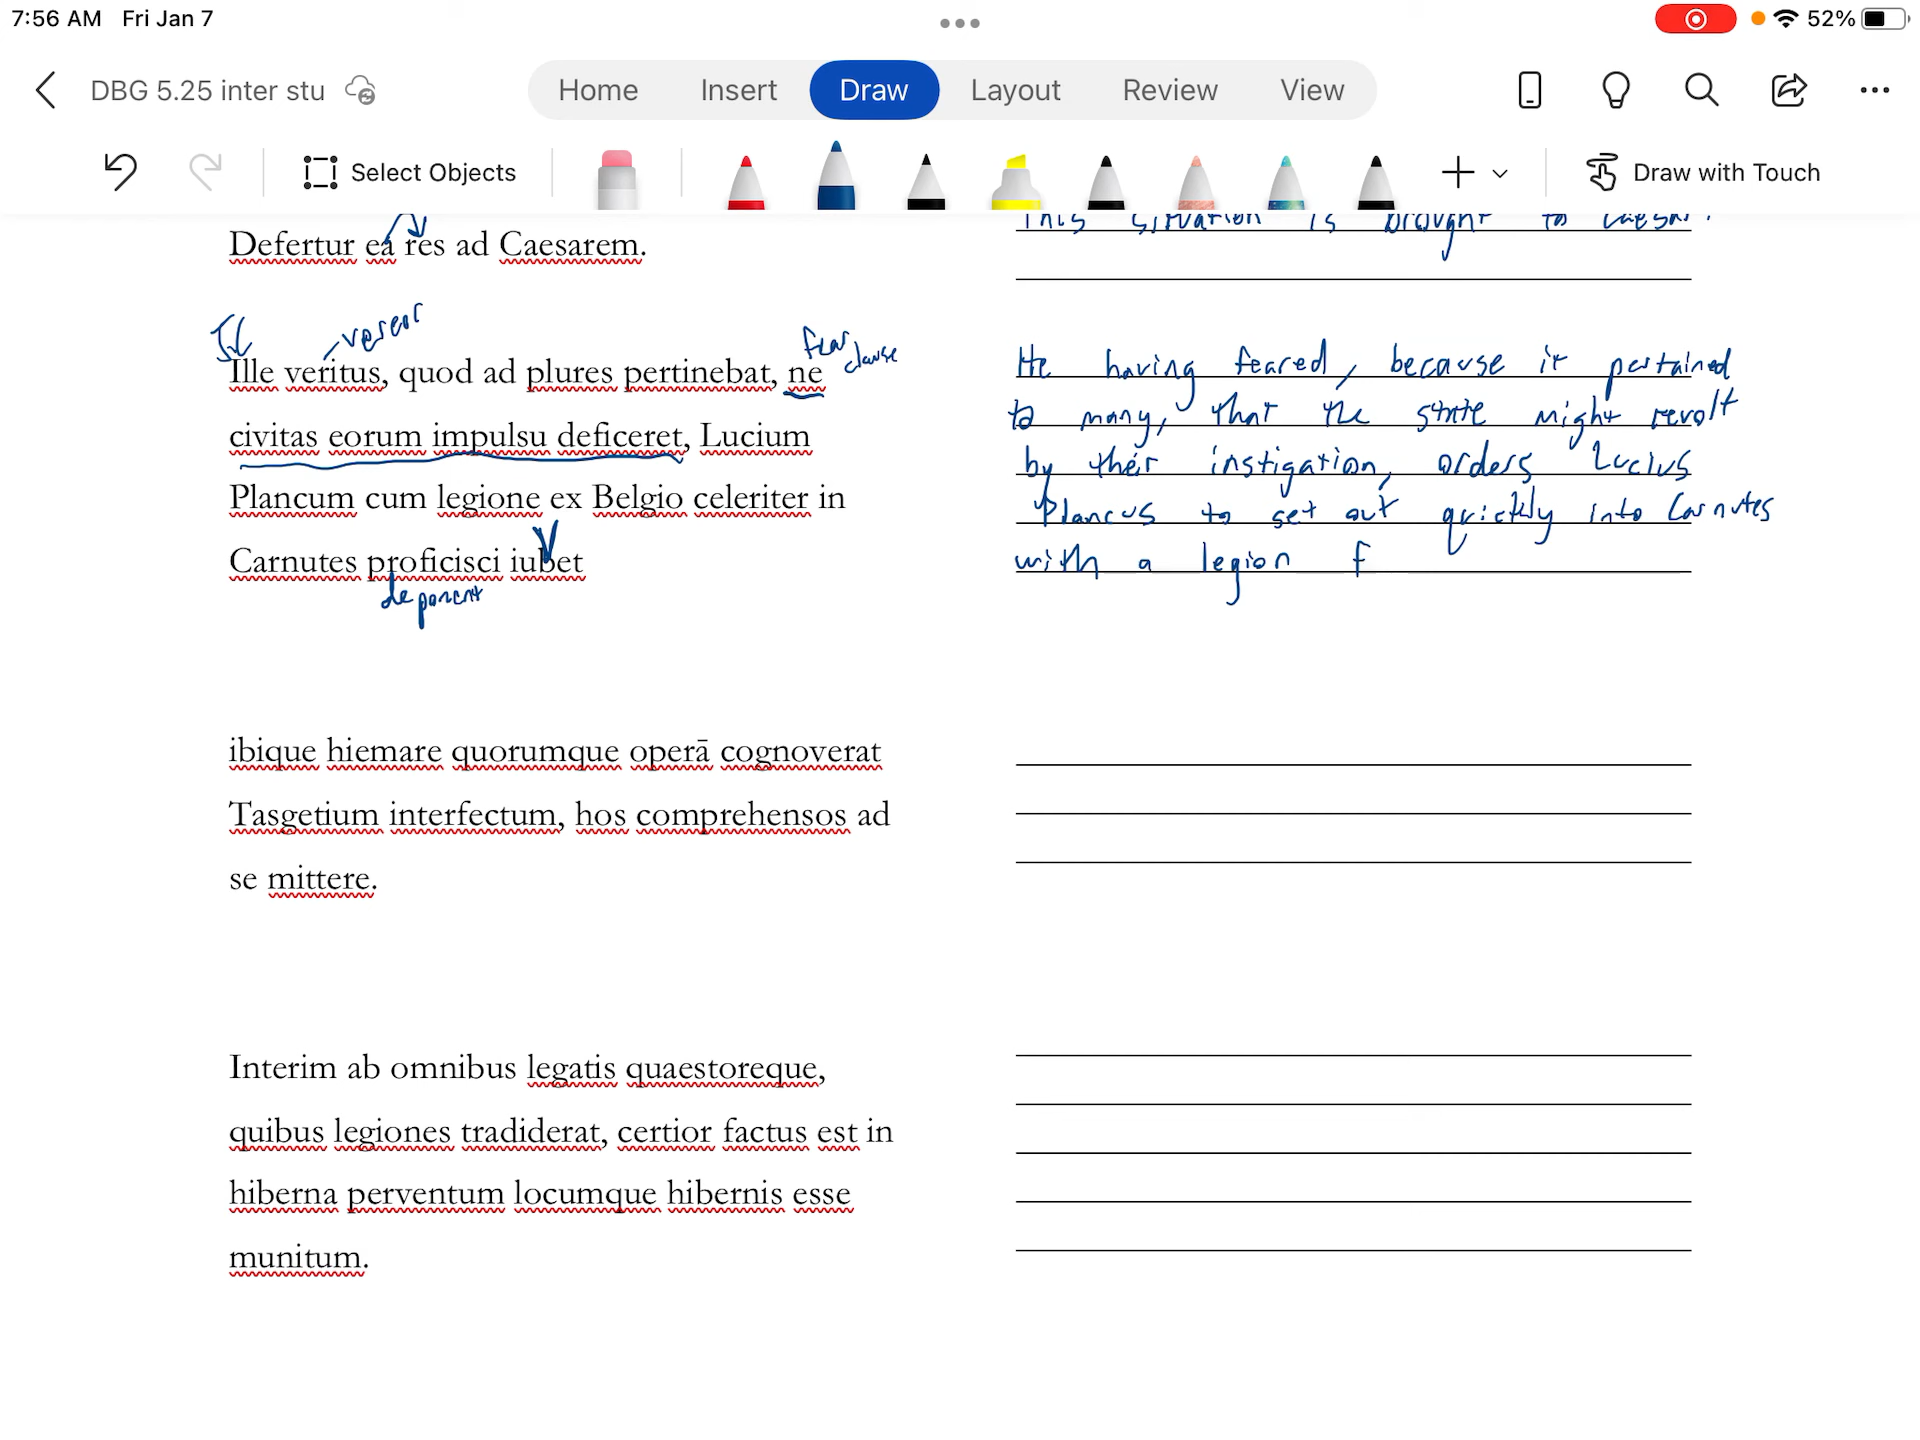 7:56 AM Fri Jan 7
52%
DBG 5.25 inter stu
Home Insert Draw Layout Review View
Select Objects
Draw with Touch
Defertur ea res ad Caesarem.
This situation is brought to Caesar.
vereor
fear clause
Ille veritus, quod ad plures pertinebat, ne
civitas eorum impulsu deficeret, Lucium
Plancum cum legione ex Belgio celeriter in
Carnutes proficisci iubet
deponent
He having feared, because it pertained
to many, that the state might revolt
by their instigation, orders Lucius
Plancus to set out quickly into Carnutes
with a legion f
ibique hiemare quorumque operā cognoverat
Tasgetium interfectum, hos comprehensos ad
se mittere.
Interim ab omnibus legatis quaestoreque,
quibus legiones tradiderat, certior factus est in
hiberna perventum locumque hibernis esse
munitum.